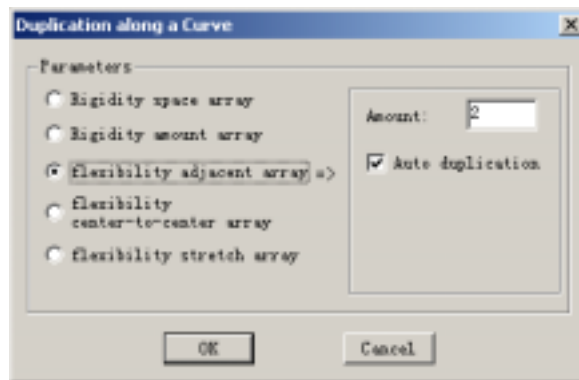 Duplication along a Curve
Parameters
Rigidity space array
Rigidity amount array
flexibility adjacent array =>
flexibility
center-to-center array
flexibility stretch array
Amount: 2
Auto duplication
OK
Cancel